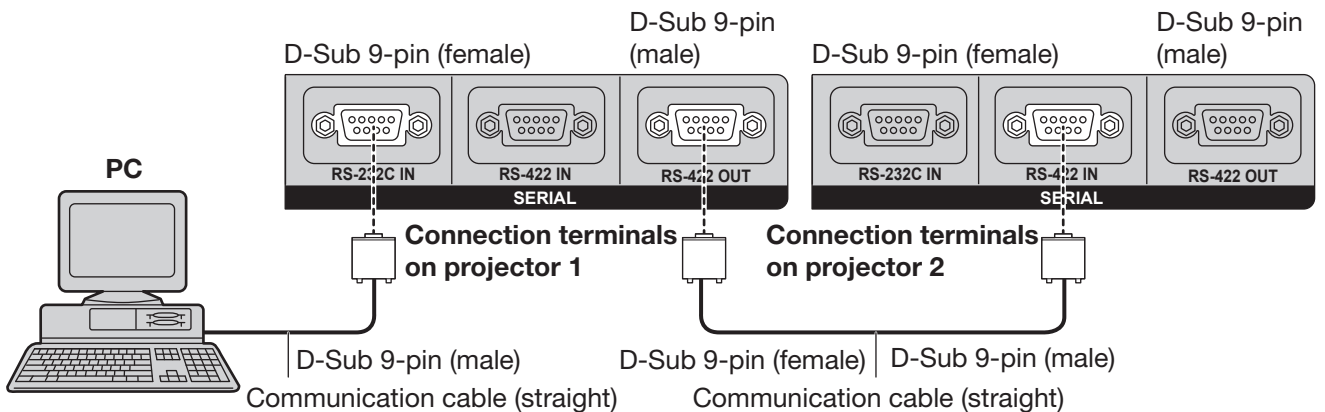 D-Sub 9-pin (female)
D-Sub 9-pin
(male)
D-Sub 9-pin (female)
D-Sub 9-pin
(male)
RS-232C IN
RS-422 IN
RS-422 OUT
SERIAL
RS-232C IN
RS-422 IN
RS-422 OUT
SERIAL
PC
Connection terminals
on projector 1
Connection terminals
on projector 2
D-Sub 9-pin (male)
Communication cable (straight)
D-Sub 9-pin (female)
D-Sub 9-pin (male)
Communication cable (straight)